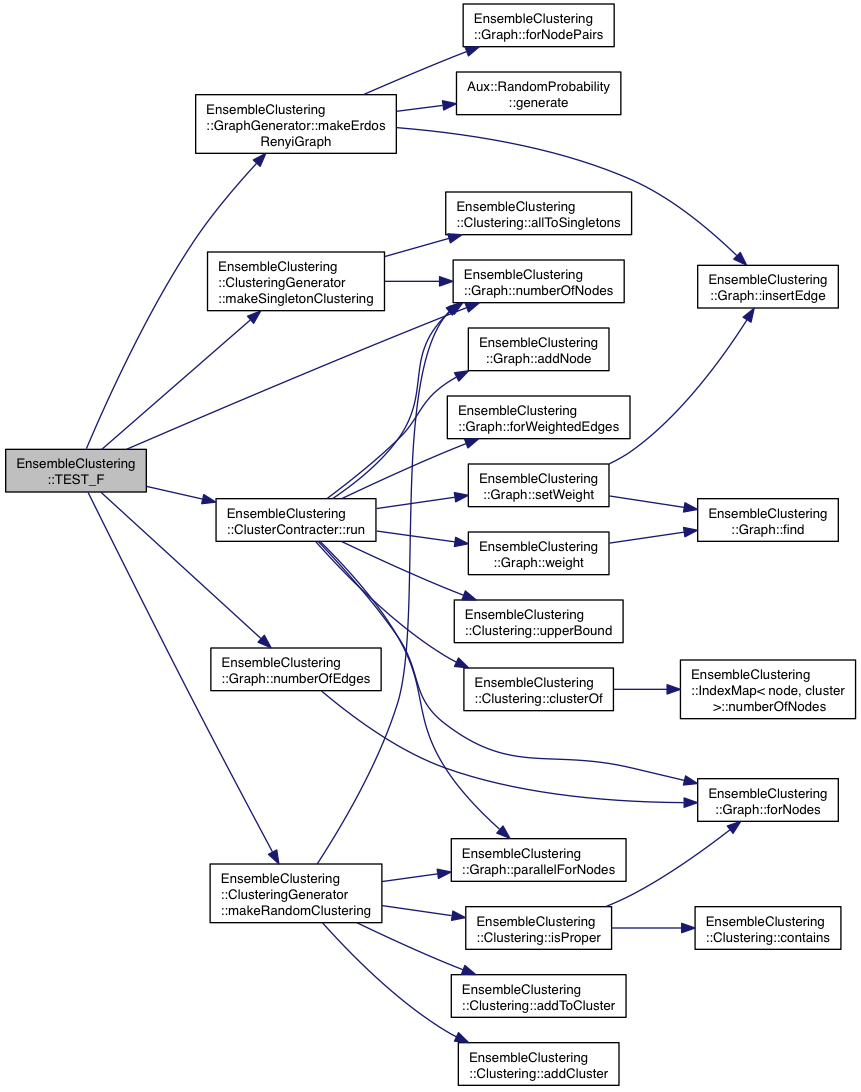 EnsembleClustering
::Graph::forNodePairs
Aux::RandomProbability
::generate
EnsembleClustering
::GraphGenerator::makeErdos
RenyiGraph
EnsembleClustering
::Clustering::allToSingletons
EnsembleClustering
::ClusteringGenerator
::makeSingletonClustering
EnsembleClustering
::Graph::numberOfNodes
EnsembleClustering
::Graph::insertEdge
EnsembleClustering
::Graph::addNode
EnsembleClustering
::Graph::forWeightedEdges
EnsembleClustering
::TEST_F
EnsembleClustering
::Graph::setWeight
EnsembleClustering
::ClusterContracter::run
EnsembleClustering
::Graph::find
EnsembleClustering
::Graph::weight
EnsembleClustering
::Clustering::upperBound
EnsembleClustering
::Graph::numberOfEdges
EnsembleClustering
::Clustering::clusterOf
EnsembleClustering
::IndexMap< node, cluster
>::numberOfNodes
EnsembleClustering
::Graph::forNodes
EnsembleClustering
::Graph::parallelForNodes
EnsembleClustering
::ClusteringGenerator
::makeRandomClustering
EnsembleClustering
::Clustering::isProper
EnsembleClustering
::Clustering::contains
EnsembleClustering
::Clustering::addToCluster
EnsembleClustering
::Clustering::addCluster